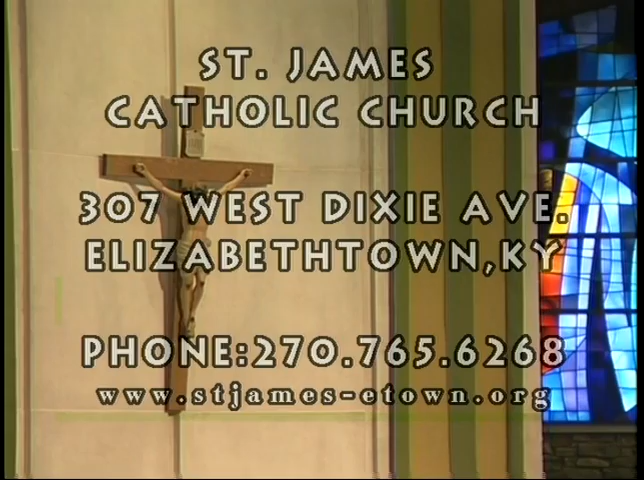 ST. JAMES
CATHOLIC CHURCH
307 WEST DIXIE AVE.
ELIZABETHTOWN,KY
PHONE:270.765.6268
www.stjames-etown.org